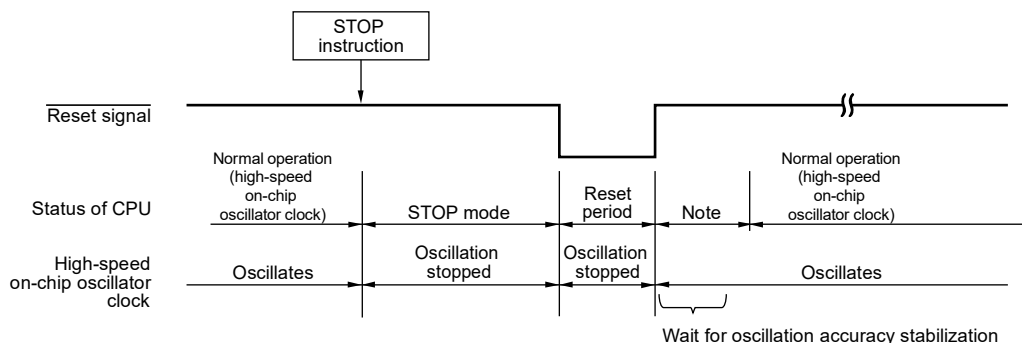 STOP
instruction
Reset signal
Normal operation
(high-speed
on-chip
oscillator clock)
Status of CPU
STOP mode
Reset
period
Note
Normal operation
(high-speed
on-chip
oscillator clock)
High-speed
on-chip oscillator
clock
Oscillates
Oscillation
stopped
Oscillation
stopped
Oscillates
Wait for oscillation accuracy stabilization